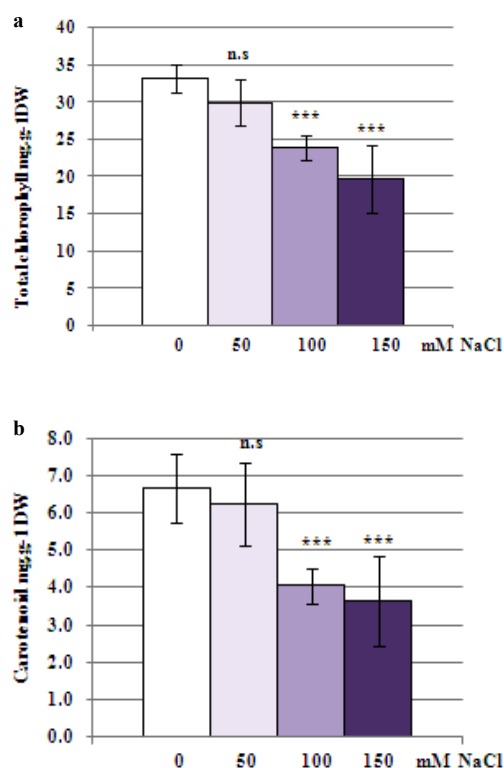 a
Total chlorophyll mg.g-1DW
40
35
30
25
20
15
10
5
0
n.s
***
***
0 50 100 150 mM NaCl
b
Carotenoid mg.g-1DW
8.0
7.0
6.0
5.0
4.0
3.0
2.0
1.0
0.0
n.s
*** ***
0 50 100 150 mM NaCl